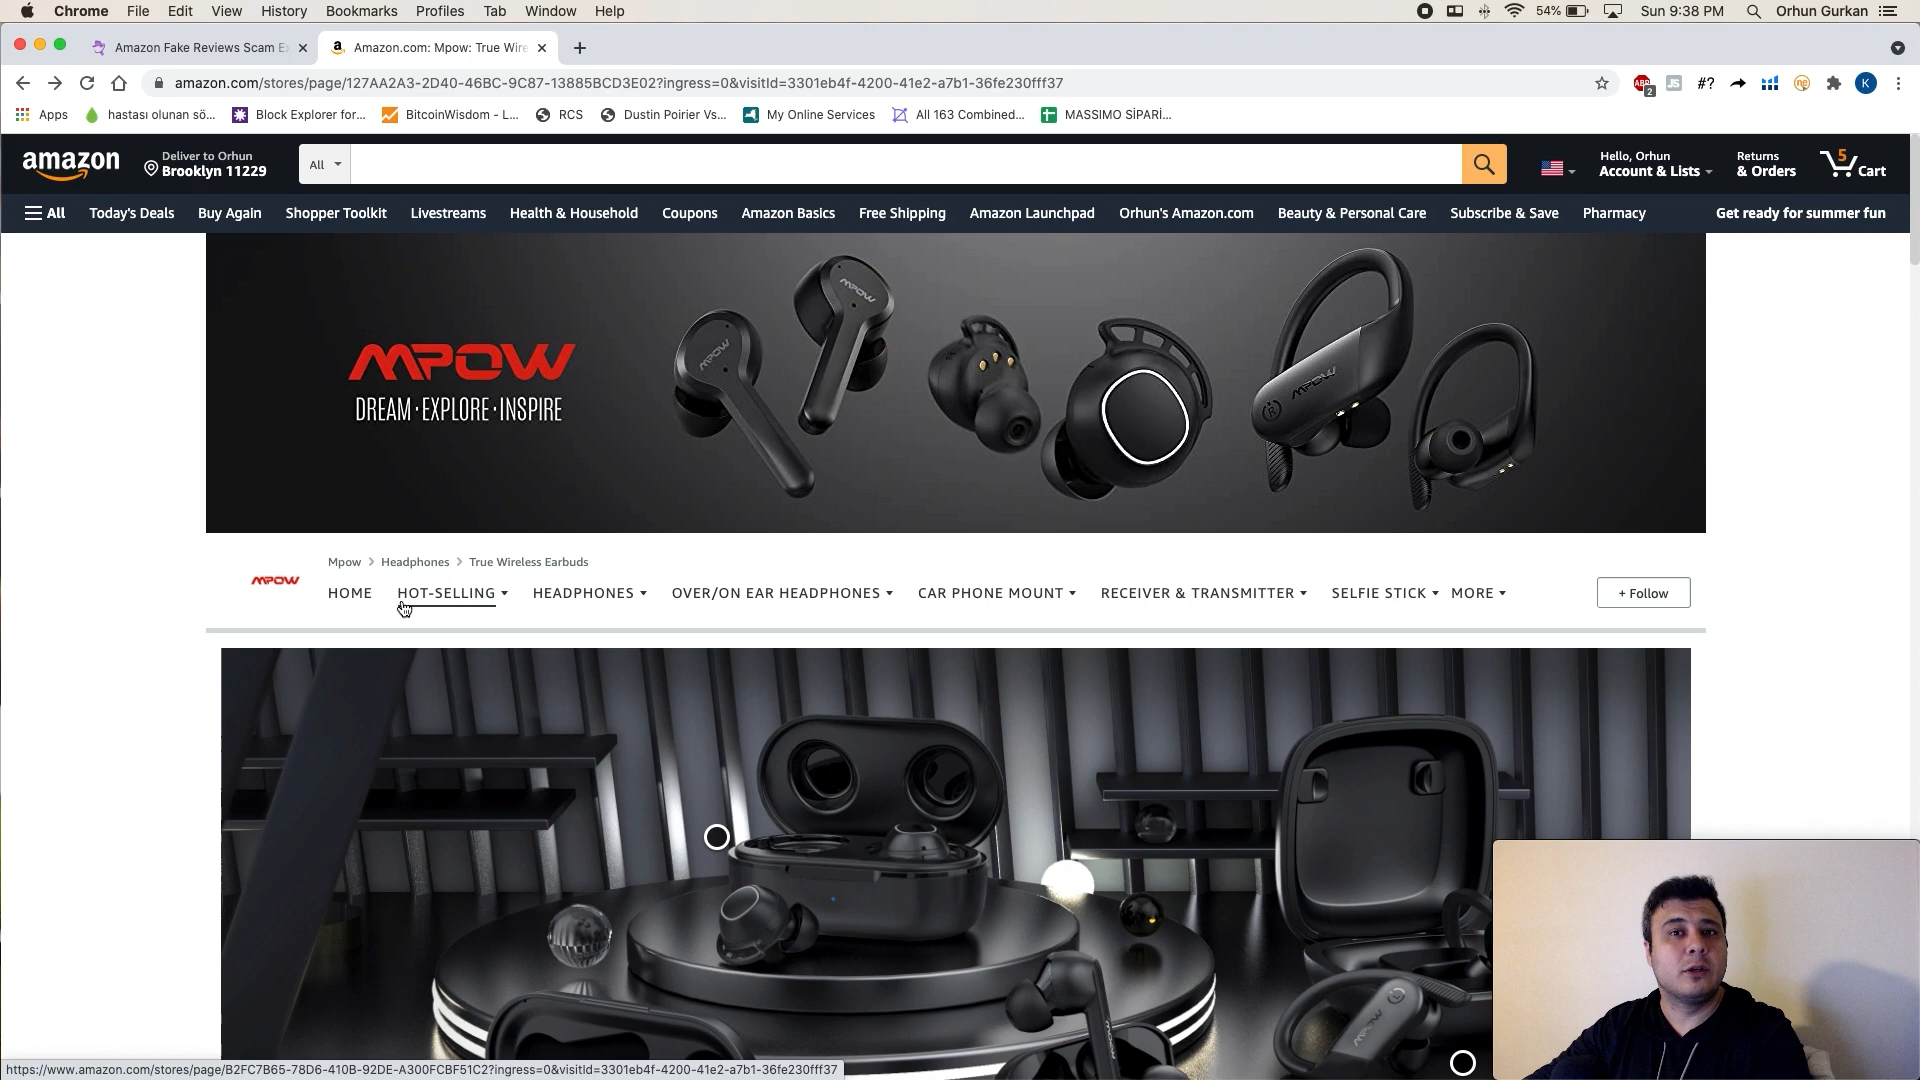 Chrome File Edit View History Bookmarks Profiles Tab Window Help
54% Sun 9:38 PM Orhun Gurkan
Amazon Fake Reviews Scam Ex
Amazon.com: Mpow: True Wire
amazon.com/stores/page/127AA2A3-2D40-46BC-9C87-13885BCD3E02?ingress=0&visitId=3301eb4f-4200-41e2-a7b1-36fe230fff37
ABP 2 JS #? K
Apps hastası olunan sö... Block Explorer for... BitcoinWisdom - L... RCS Dustin Poirier Vs... My Online Services All 163 Combined... MASSIMO SİPARİ...
amazon
Deliver to Orhun
Brooklyn 11229
All
Hello, Orhun
Account & Lists
Returns
& Orders
5
Cart
All Today's Deals Buy Again Shopper Toolkit Livestreams Health & Household Coupons Amazon Basics Free Shipping Amazon Launchpad Orhun's Amazon.com Beauty & Personal Care Subscribe & Save Pharmacy Get ready for summer fun
MPOW
DREAM·EXPLORE·INSPIRE
MPOW
MPOW
MPOW
MPOW
Mpow > Headphones > True Wireless Earbuds
HOME HOT-SELLING HEADPHONES OVER/ON EAR HEADPHONES CAR PHONE MOUNT RECEIVER & TRANSMITTER SELFIE STICK MORE
+ Follow
MPOW
https://www.amazon.com/stores/page/B2FC7B65-78D6-410B-92DE-A300FCBF51C2?ingress=0&visitId=3301eb4f-4200-41e2-a7b1-36fe230fff37